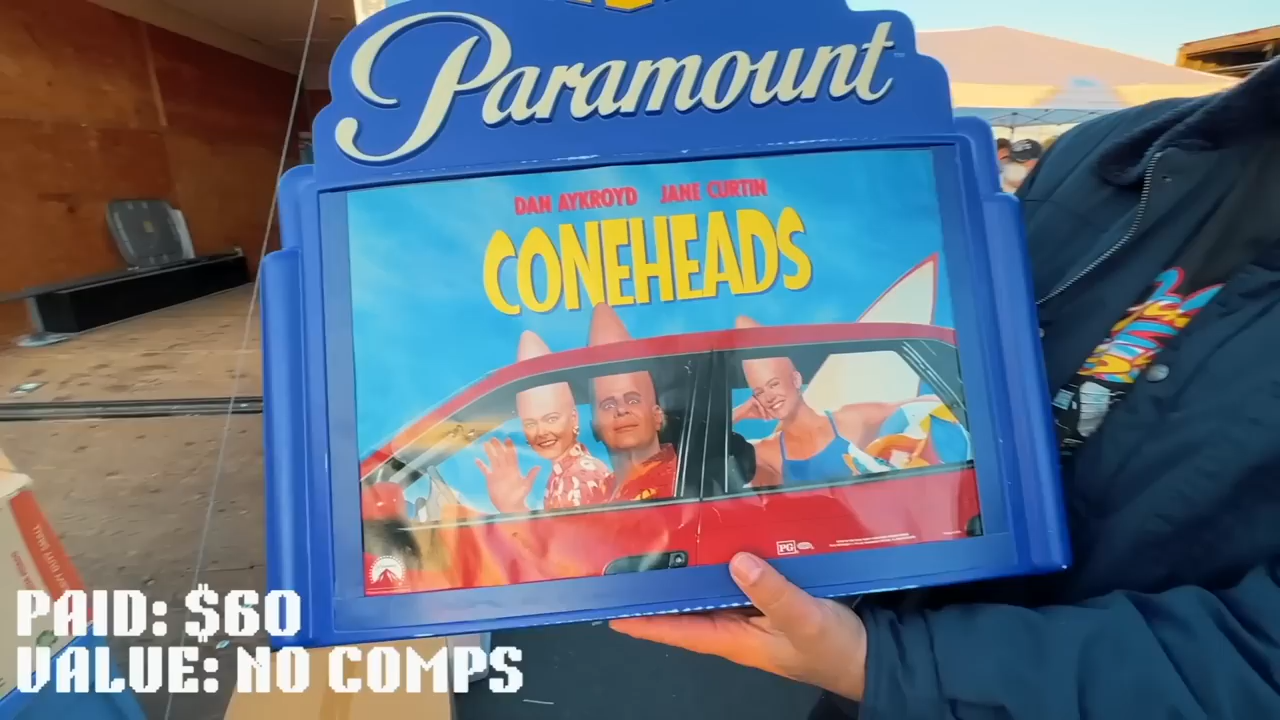 Paramount
DAN AYKROYD JANE CURTIN
CONEHEADS
PG
PAID: $60
VALUE: NO COMPS